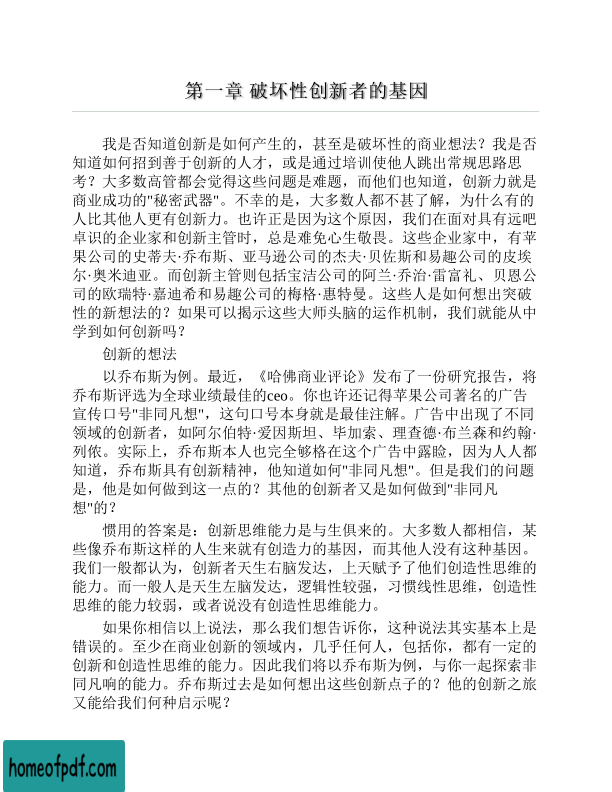 第一章 破坏性创新者的基因
我是否知道创新是如何产生的，甚至是破坏性的商业想法？我是否
知道如何招到善于创新的人才，或是通过培训使他人跳出常规思路思
考？大多数高管都会觉得这些问题是难题，而他们也知道，创新力就是
商业成功的"秘密武器"。不幸的是，大多数人都不甚了解，为什么有的
人比其他人更有创新力。也许正是因为这个原因，我们在面对具有远吧
卓识的企业家和创新主管时，总是难免心生敬畏。这些企业家中，有苹
果公司的史蒂夫·乔布斯、亚马逊公司的杰夫·贝佐斯和易趣公司的皮埃
尔·奥米迪亚。而创新主管则包括宝洁公司的阿兰·乔治·雷富礼、贝恩公
司的欧瑞特·嘉迪希和易趣公司的梅格·惠特曼。这些人是如何想出突破
性的新想法的？如果可以揭示这些大师头脑的运作机制，我们就能从中
学到如何创新吗？
创新的想法
以乔布斯为例。最近，《哈佛商业评论》发布了一份研究报告，将
乔布斯评选为全球业绩最佳的ceo。你也许还记得苹果公司著名的广告
宣传口号"非同凡想"，这句口号本身就是最佳注解。广告中出现了不同
领域的创新者，如阿尔伯特·爱因斯坦、毕加索、理查德·布兰森和约翰·
列侬。实际上，乔布斯本人也完全够格在这个广告中露脸，因为人人都
知道，乔布斯具有创新精神，他知道如何"非同凡想"。但是我们的问题
是，他是如何做到这一点的？其他的创新者又是如何做到"非同凡
想"的？
惯用的答案是：创新思维能力是与生俱来的。大多数人都相信，某
些像乔布斯这样的人生来就有创造力的基因，而其他人没有这种基因。
我们一般都认为，创新者天生右脑发达，上天赋予了他们创造性思维的
能力。而一般人是天生左脑发达，逻辑性较强，习惯线性思维，创造性
思维的能力较弱，或者说没有创造性思维能力。
如果你相信以上说法，那么我们想告诉你，这种说法其实基本上是
错误的。至少在商业创新的领域内，几乎任何人，包括你，都有一定的
创新和创造性思维的能力。因此我们将以乔布斯为例，与你一起探索非
同凡响的能力。乔布斯过去是如何想出这些创新点子的？他的创新之旅
又能给我们何种启示呢？
homeofpdf.com